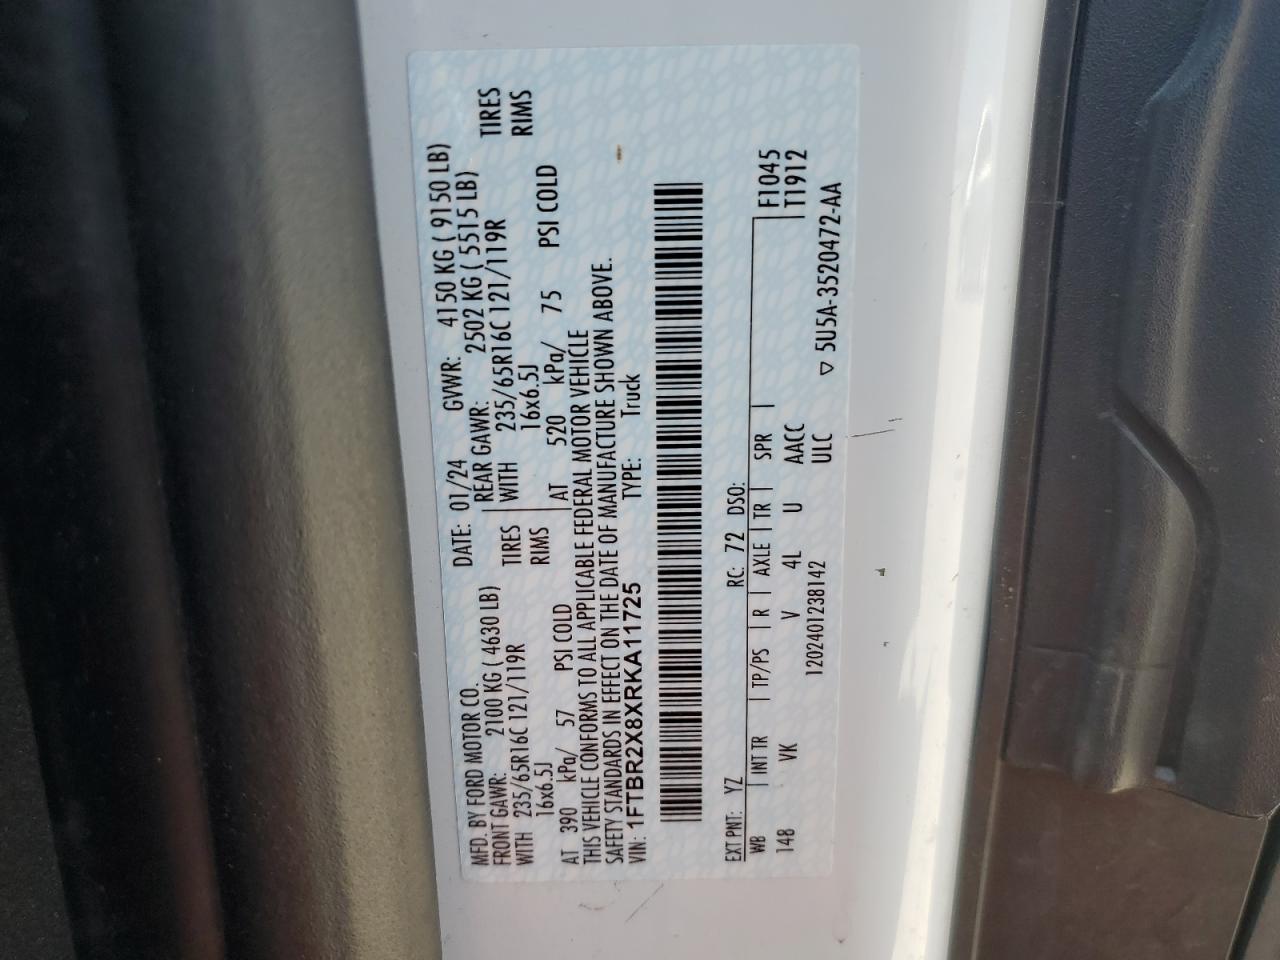 MFD. BY FORD MOTOR CO.
DATE: 01/24 GVWR: 4150 KG ( 9150 LB)
FRONT GAWR: 2100 KG ( 4630 LB) REAR GAWR: 2502 KG ( 5515 LB)
WITH 235/65R16C 121/119R TIRES WITH 235/65R16C 121/119R TIRES
16x6.5J RIMS 16x6.5J RIMS
AT 390 kPa/ 57 PSI COLD AT 520 kPa/ 75 PSI COLD
THIS VEHICLE CONFORMS TO ALL APPLICABLE FEDERAL MOTOR VEHICLE
SAFETY STANDARDS IN EFFECT ON THE DATE OF MANUFACTURE SHOWN ABOVE.
VIN: 1FTBR2X8XRKA11725 TYPE: Truck
EXT PNT: YZ RC: 72 DSO:
WB INT TR TP/PS R AXLE TR SPR F1045
148 VK V 4L U AACC T1912
1202401238142 ULC
▽ 5U5A-3520472-AA